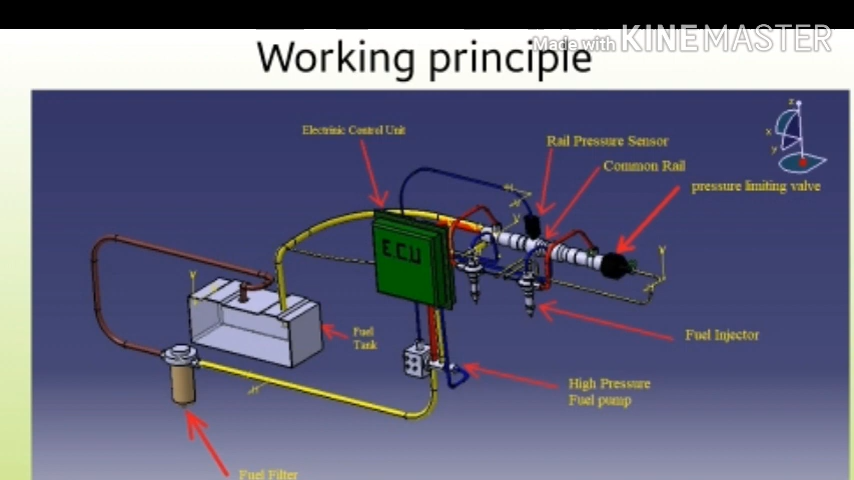 Made with KINEMASTER
Working principle
Electrinic Control Unit
Rail Pressure Sensor
Common Rail
pressure limiting valve
z
x
y
E.C.U
Fuel
Tank
Fuel Injector
High Pressure
Fuel pump
Fuel Filter